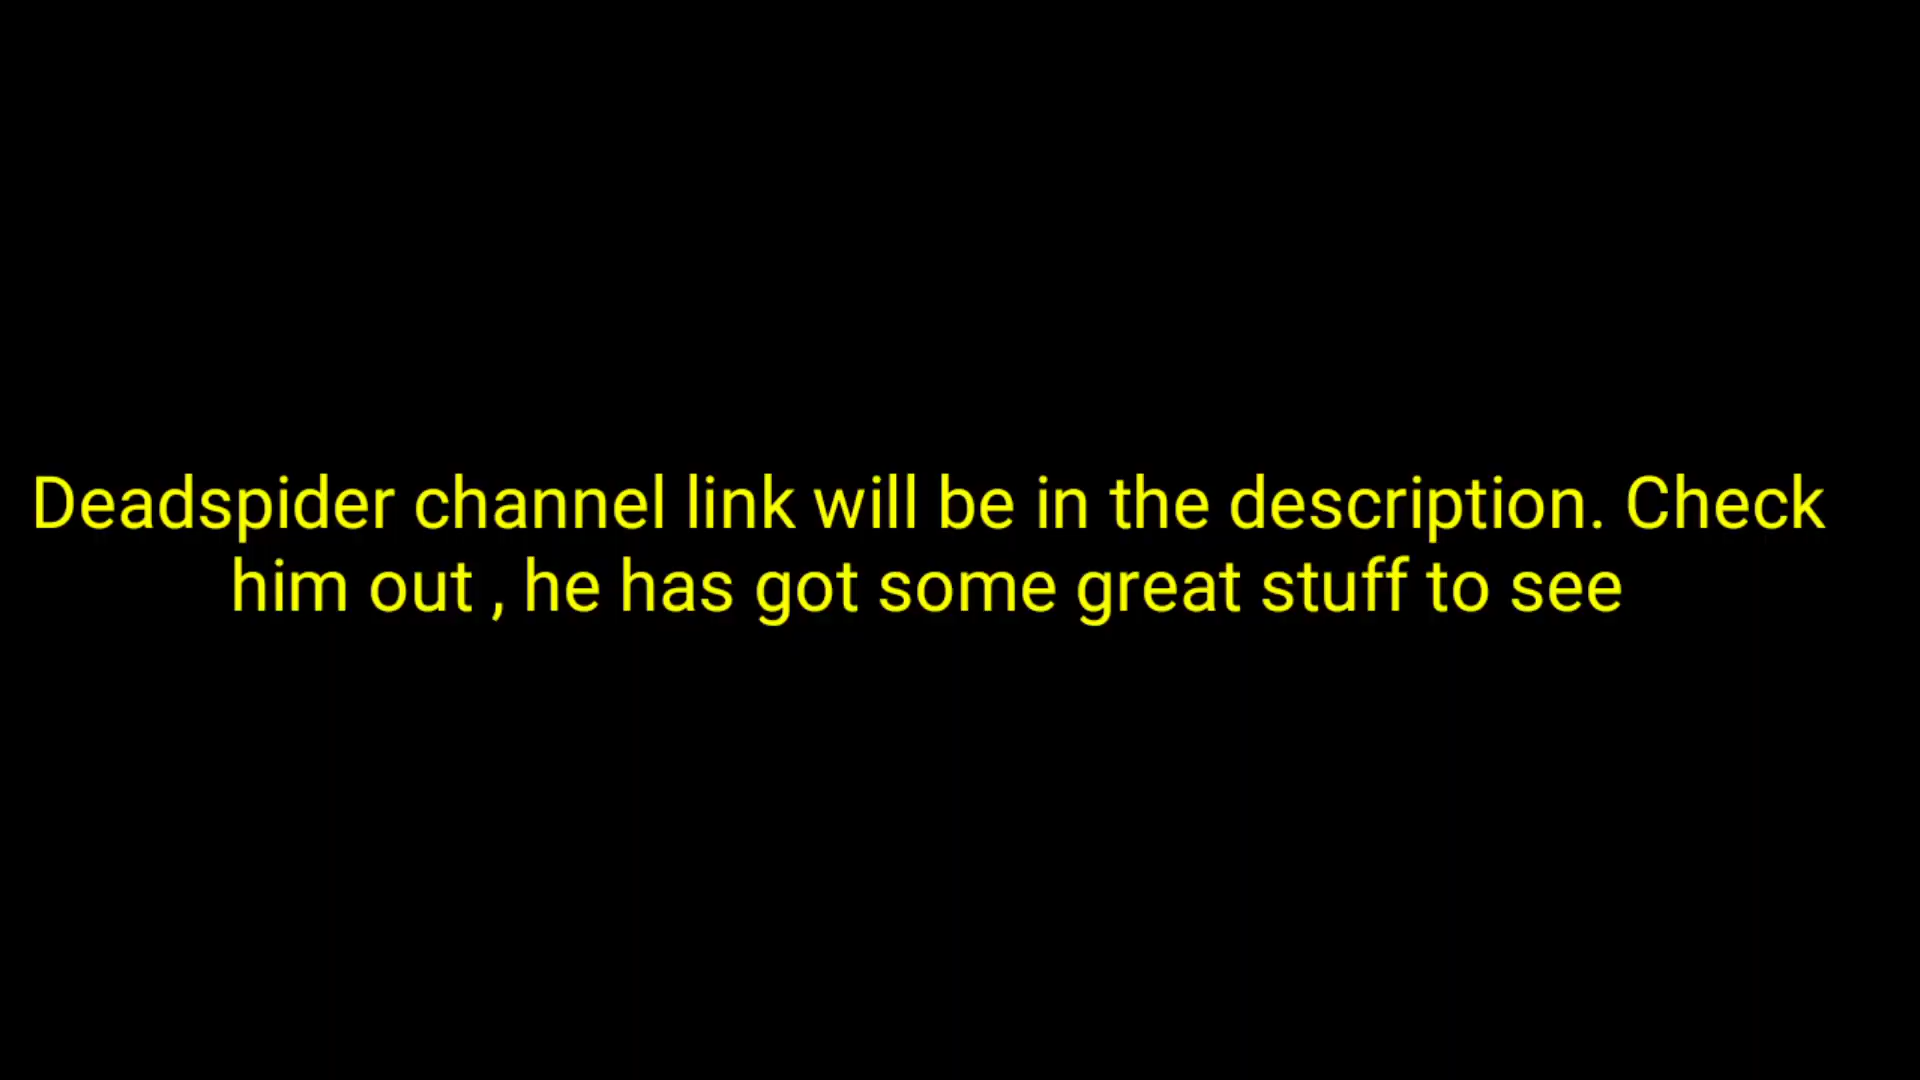 Deadspider channel link will be in the description. Check
him out , he has got some great stuff to see